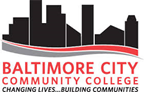 BALTIMORE CITY
COMMUNITY COLLEGE
CHANGING LIVES...BUILDING COMMUNITIES